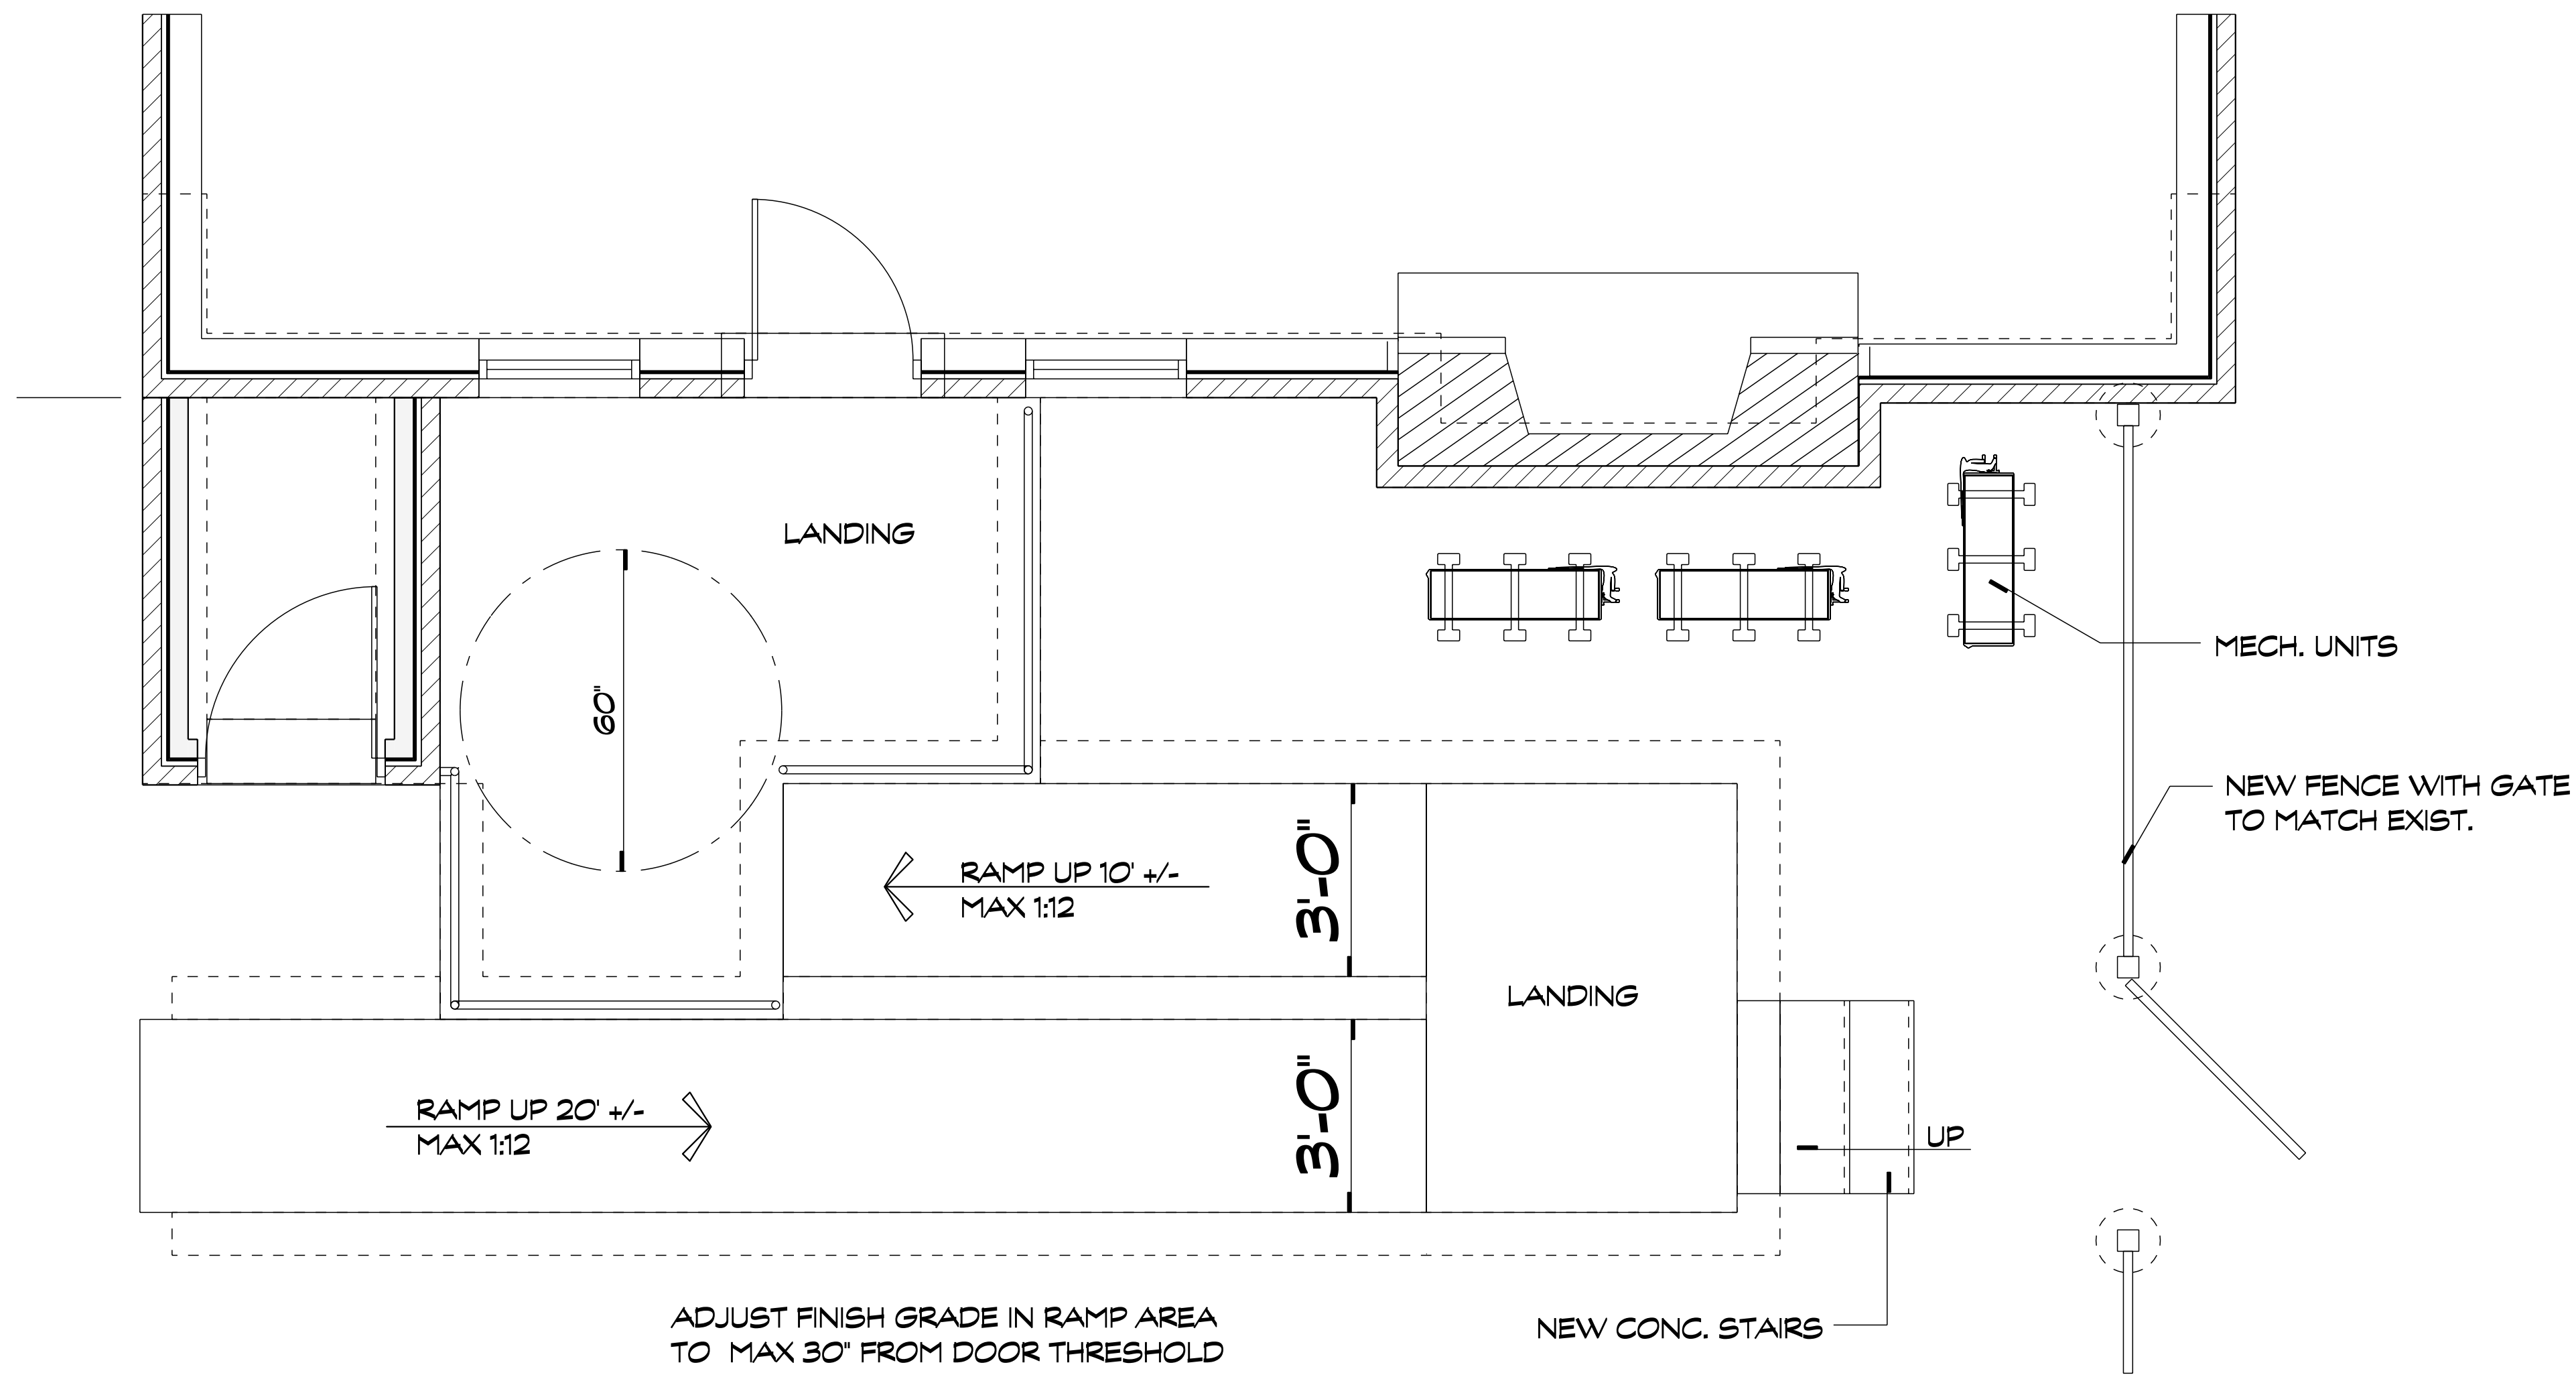 LANDING
60"
MECH. UNITS
NEW FENCE WITH GATE
TO MATCH EXIST.
RAMP UP 10' +/-
MAX 1:12
3'-0"
LANDING
RAMP UP 20' +/-
MAX 1:12
3'-0"
UP
ADJUST FINISH GRADE IN RAMP AREA
TO MAX 30" FROM DOOR THRESHOLD
NEW CONC. STAIRS